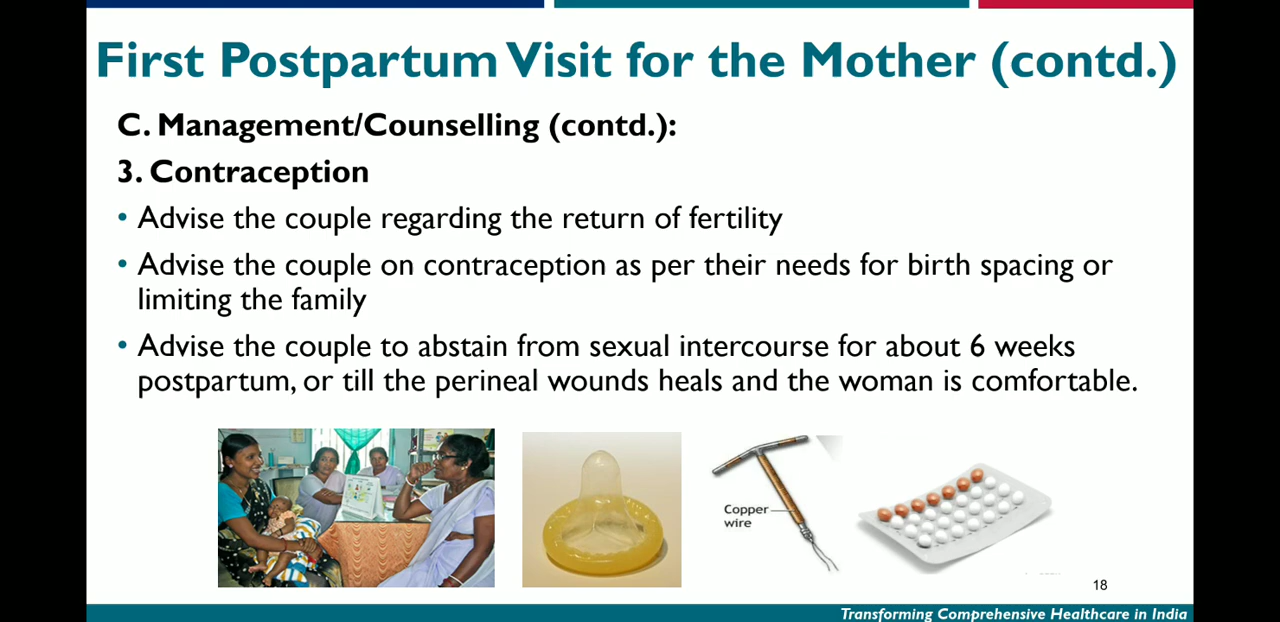 First Postpartum Visit for the Mother (contd.)
C. Management/Counselling (contd.):
3. Contraception
• Advise the couple regarding the return of fertility
• Advise the couple on contraception as per their needs for birth spacing or
limiting the family
• Advise the couple to abstain from sexual intercourse for about 6 weeks
postpartum, or till the perineal wounds heals and the woman is comfortable.
Copper
wire
18
Transforming Comprehensive Healthcare in India